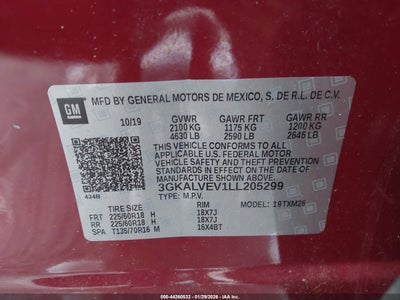 GM
MFD BY GENERAL MOTORS DE MEXICO, S. DE R.L. DE C.V.
10/19 GVWR GAWR FRT GAWR RR
2100 KG 1175 KG 1200 KG
4630 LB 2590 LB 2645 LB
THIS VEHICLE CONFORMS TO ALL
APPLICABLE U.S. FEDERAL MOTOR
VEHICLE SAFETY AND THEFT
PREVENTION STANDARDS IN
EFFECT ON THE DATE OF
MANUFACTURE SHOWN ABOVE.
3GKALVEV1LL205299
434B TYPE: M.P.V. MODEL: 19TXM26
TIRE SIZE RIM
FRT 225/60R18 H 18X7J
RR 225/60R18 H 18X7J
SPA T135/70R16 M 16X4BT
000 - 44260532 - 01/29/2026 - IAA Holdings, LLC